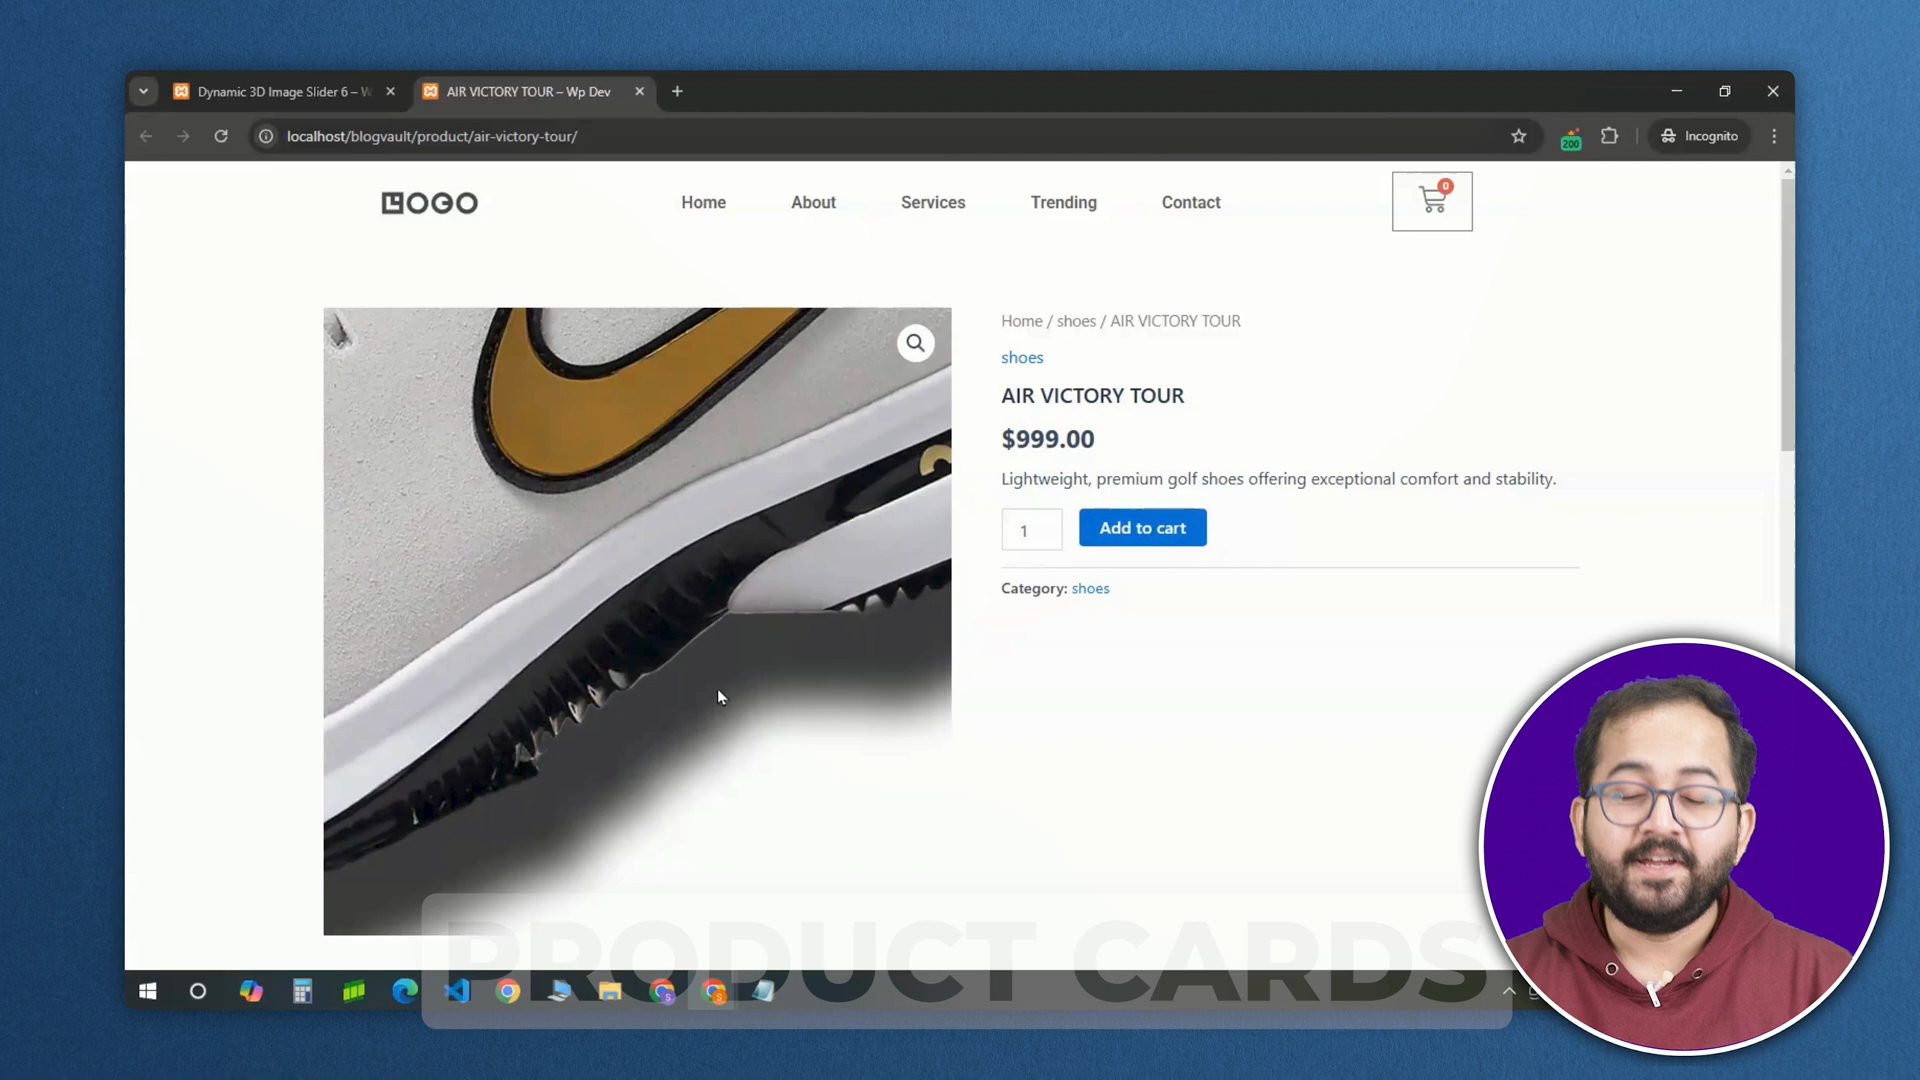 Dynamic 3D Image Slider 6 – W
AIR VICTORY TOUR – Wp Dev
localhost/blogvault/product/air-victory-tour/
200
Incognito
LOGO
Home
About
Services
Trending
Contact
0
Home / shoes / AIR VICTORY TOUR
shoes
AIR VICTORY TOUR
$999.00
Lightweight, premium golf shoes offering exceptional comfort and stability.
1
Add to cart
Category: shoes
PRODUCT CARDS